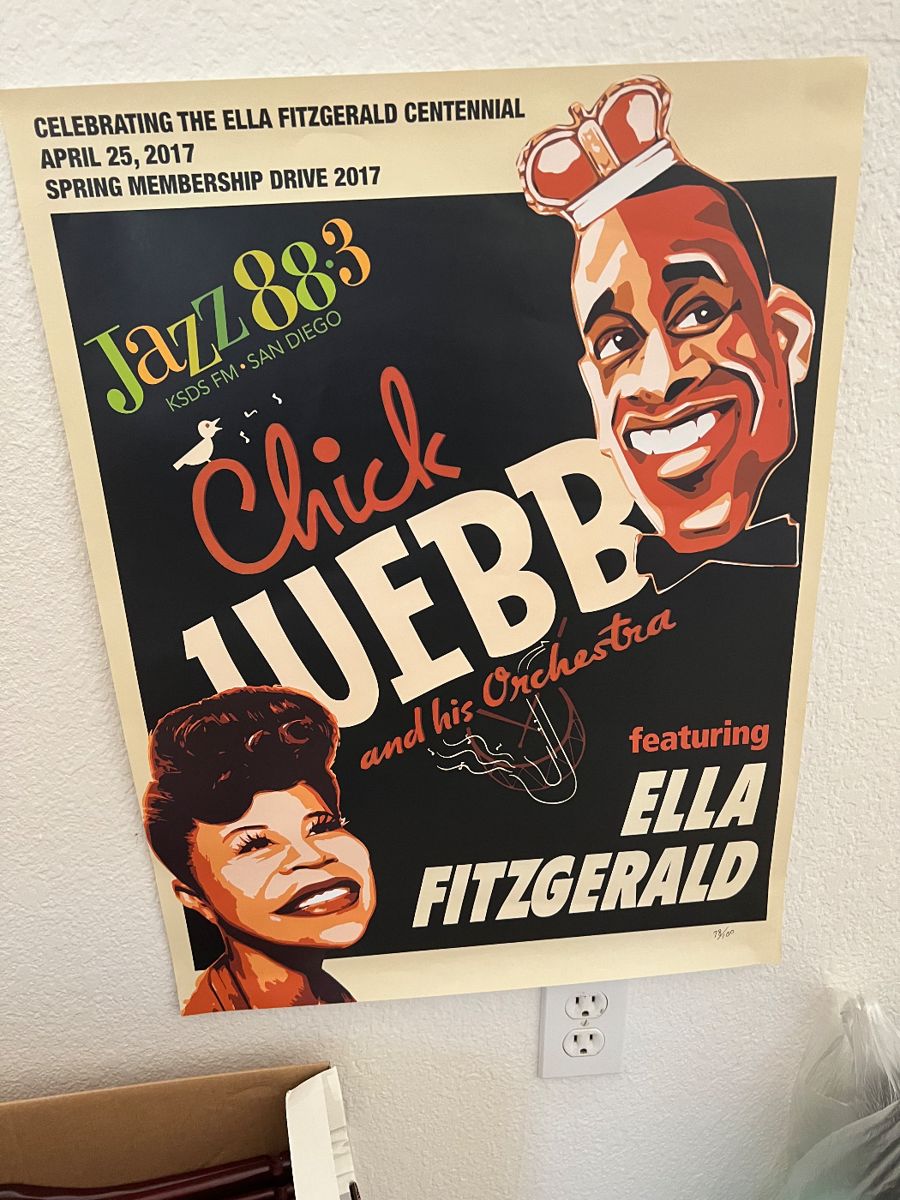 CELEBRATING THE ELLA FITZGERALD CENTENNIAL
APRIL 25, 2017
SPRING MEMBERSHIP DRIVE 2017
Jazz 88.3
KSDS FM • SAN DIEGO
Chick
WEBB
and his Orchestra
featuring
ELLA
FITZGERALD